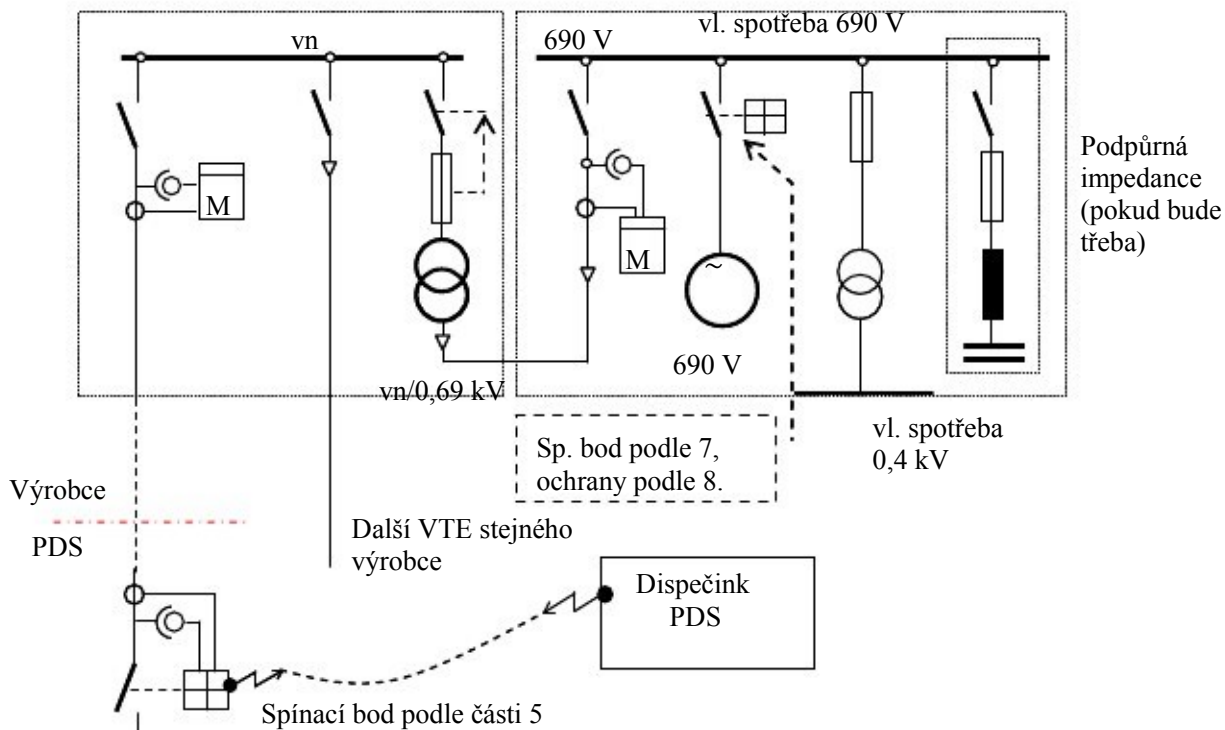 vn
690 V
vl. spotřeba 690 V
M
M
~
690 V
vn/0,69 kV
Podpůrná
impedance
(pokud bude
třeba)
vl. spotřeba
0,4 kV
Sp. bod podle 7,
ochrany podle 8.
Výrobce
PDS
Další VTE stejného
výrobce
Dispečink
PDS
Spínací bod podle části 5